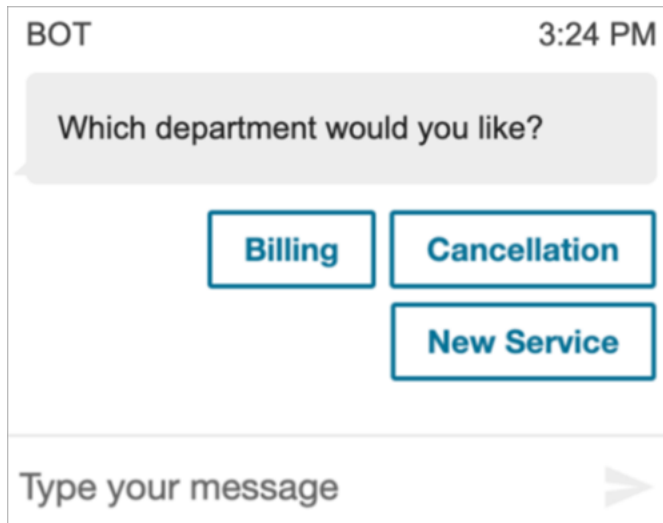 BOT 3:24 PM
Which department would you like?
Billing Cancellation
New Service
Type your message